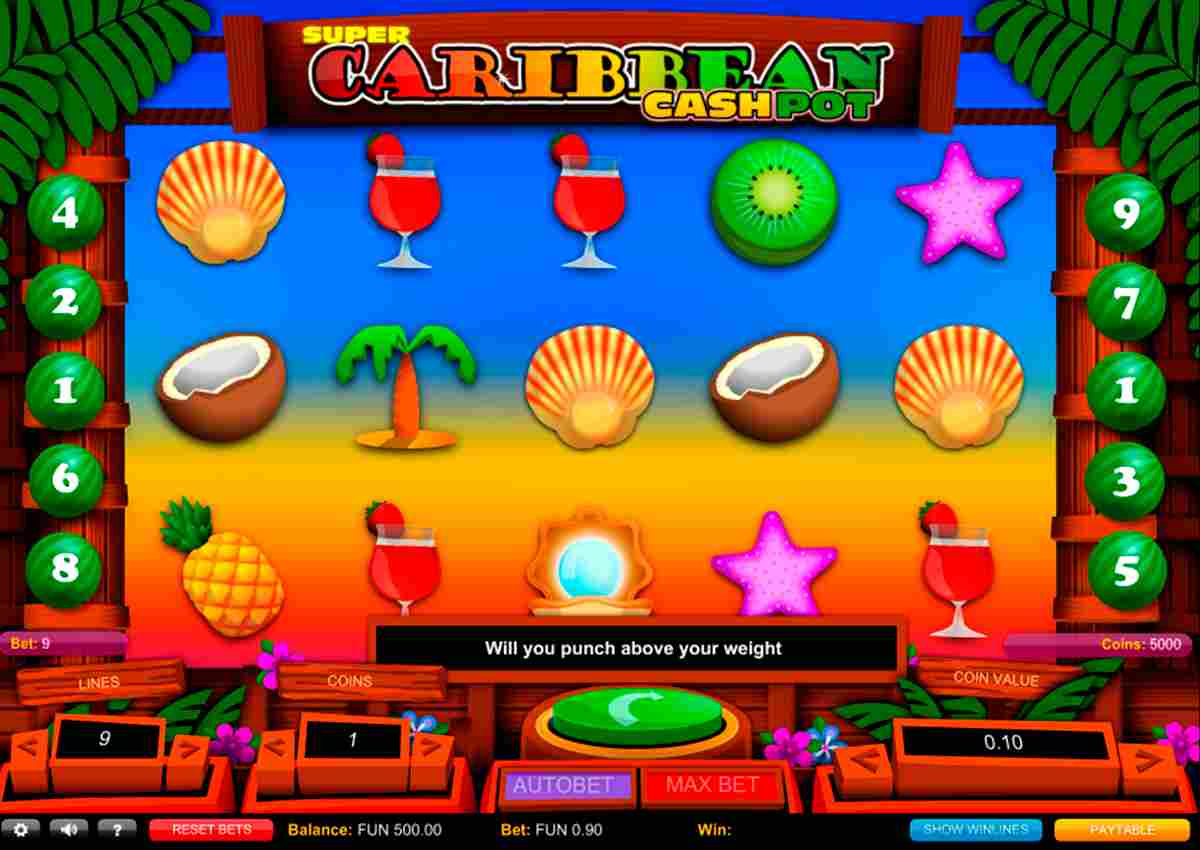 SUPER
CARIBBEAN
CASHPOT
4
9
2
7
1
1
6
3
8
5
Bet: 9
Will you punch above your weight
Coins: 5000
LINES
COINS
COIN VALUE
< 9 >
< 1 >
< 0.10 >
AUTOBET
MAX BET
?
RESET BETS
Balance: FUN 500.00
Bet: FUN 0.90
Win:
SHOW WINLINES
PAYTABLE